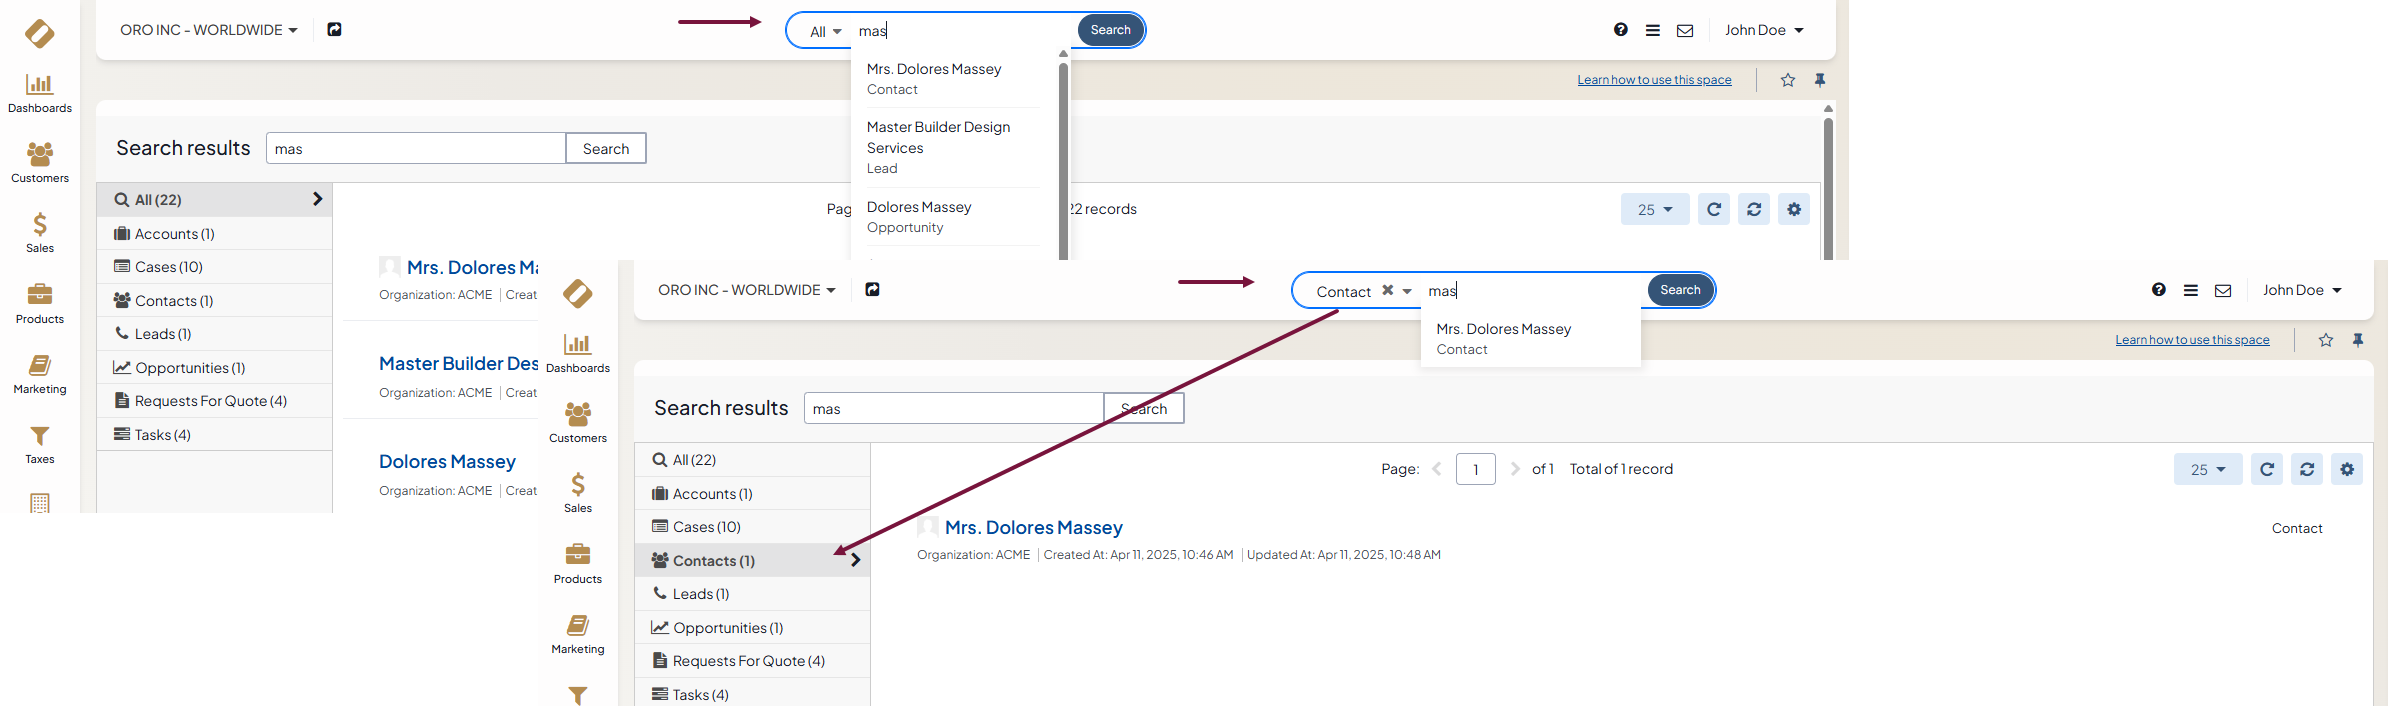 ORO INC - WORLDWIDE
All
mas
Search
John Doe
Learn how to use this space
Dashboards
Customers
Sales
Products
Marketing
Taxes
Search results
mas
Search
Mrs. Dolores Massey
Contact
Master Builder Design
Services
Lead
Dolores Massey
Opportunity
All (22)
Accounts (1)
Cases (10)
Contacts (1)
Leads (1)
Opportunities (1)
Requests For Quote (4)
Tasks (4)
Pag
22 records
25
Mrs. Dolores Ma
Organization: ACME | Creat
Master Builder Des
Organization: ACME | Creat
Dolores Massey
Organization: ACME | Creat
ORO INC - WORLDWIDE
Contact
mas
Search
John Doe
Mrs. Dolores Massey
Contact
Learn how to use this space
Dashboards
Customers
Sales
Products
Marketing
Search results
mas
Search
All (22)
Accounts (1)
Cases (10)
Contacts (1)
Leads (1)
Opportunities (1)
Requests For Quote (4)
Tasks (4)
Page: 1 of 1 Total of 1 record
25
Mrs. Dolores Massey
Contact
Organization: ACME | Created At: Apr 11, 2025, 10:46 AM | Updated At: Apr 11, 2025, 10:48 AM